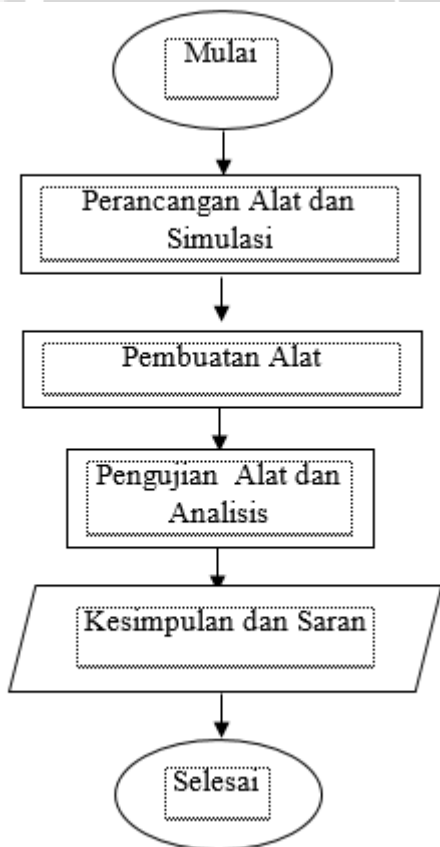 Mulai
Perancangan Alat dan
Simulasi
Pembuatan Alat
Pengujian  Alat dan
Analisis
Kesimpulan dan Saran
Selesai